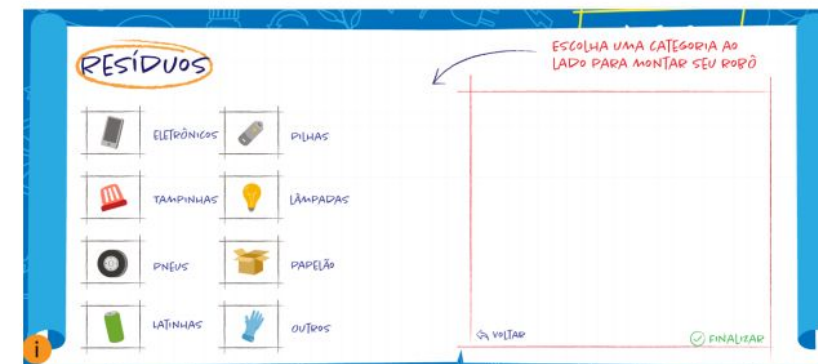 RESÍDUOS
ELETRÔNICOS
PILHAS
TAMPINHAS
LÂMPADAS
PNEUS
PAPELÃO
LATINHAS
OUTROS
ESCOLHA UMA CATEGORIA AO
LADO PARA MONTAR SEU ROBÔ
VOLTAR
FINALIZAR
i